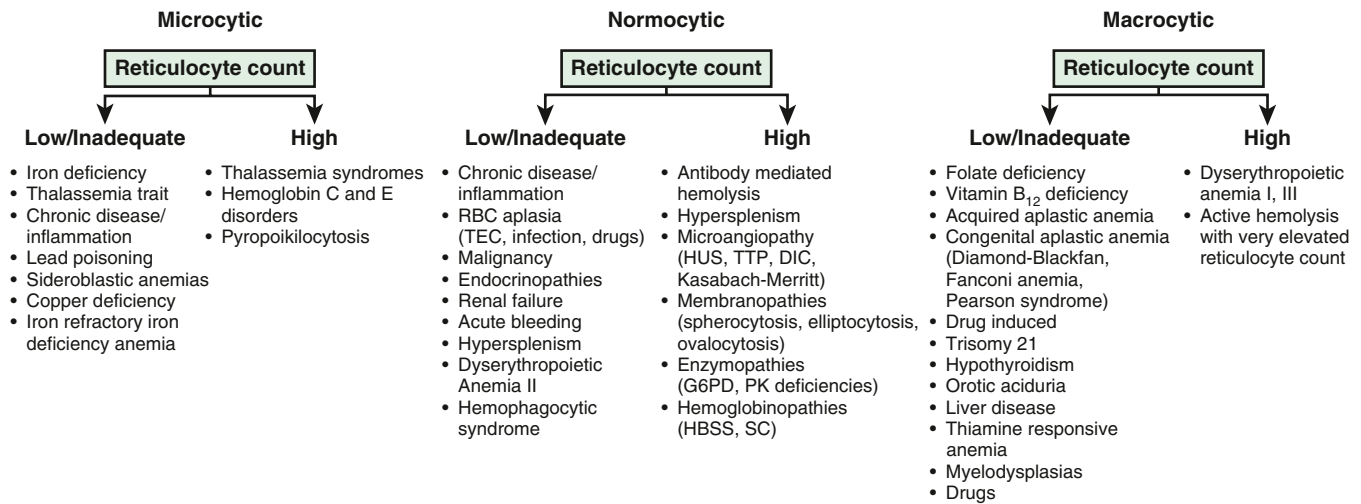 Microcytic
Reticulocyte count
Low/Inadequate
• Iron deficiency
• Thalassemia trait
• Chronic disease/
inflammation
• Lead poisoning
• Sideroblastic anemias
• Copper deficiency
• Iron refractory iron
deficiency anemia
High
• Thalassemia syndromes
• Hemoglobin C and E
disorders
• Pyropoikilocytosis
Normocytic
Reticulocyte count
Low/Inadequate
• Chronic disease/
inflammation
• RBC aplasia
(TEC, infection, drugs)
• Malignancy
• Endocrinopathies
• Renal failure
• Acute bleeding
• Hypersplenism
• Dyserythropoietic
Anemia II
• Hemophagocytic
syndrome
High
• Antibody mediated
hemolysis
• Hypersplenism
• Microangiopathy
(HUS, TTP, DIC,
Kasabach-Merritt)
• Membranopathies
(spherocytosis, elliptocytosis,
ovalocytosis)
• Enzymopathies
(G6PD, PK deficiencies)
• Hemoglobinopathies
(HBSS, SC)
Macrocytic
Reticulocyte count
Low/Inadequate
• Folate deficiency
• Vitamin B12 deficiency
• Acquired aplastic anemia
• Congenital aplastic anemia
(Diamond-Blackfan,
Fanconi anemia,
Pearson syndrome)
• Drug induced
• Trisomy 21
• Hypothyroidism
• Orotic aciduria
• Liver disease
• Thiamine responsive
anemia
• Myelodysplasias
• Drugs
High
• Dyserythropoietic
anemia I, III
• Active hemolysis
with very elevated
reticulocyte count